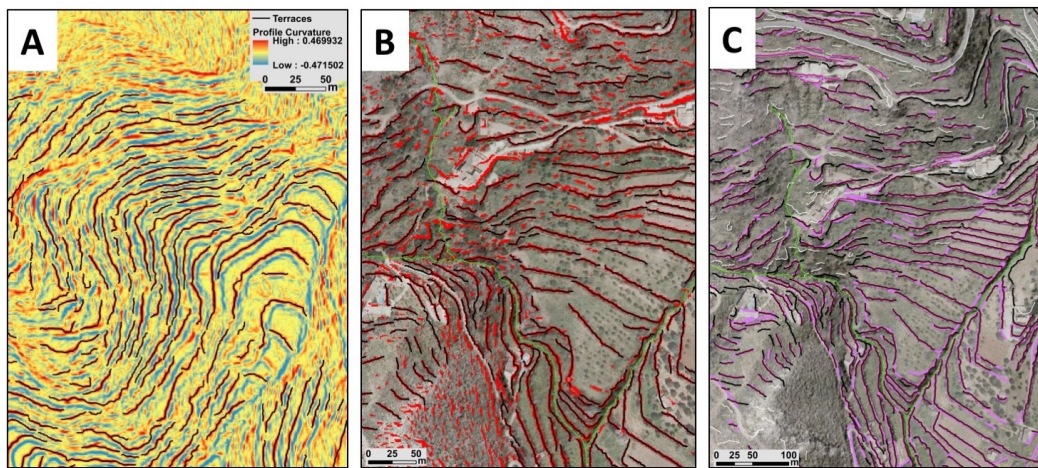 A
Terraces
Profile Curvature
High : 0.469932
Low : -0.471502
0 25 50
m
B
0 25 50
m
C
0 25 50 100
m